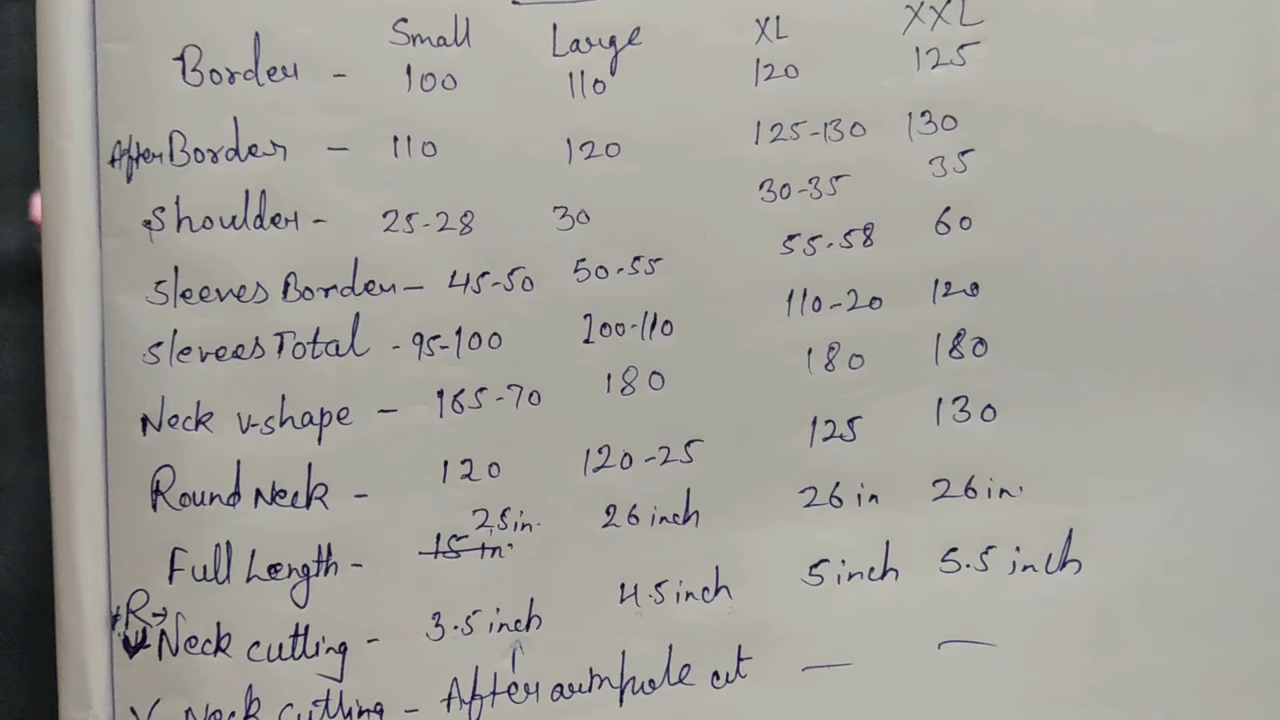 Small Large XL XXL
Border - 100 110 120 125
After Border - 110 120 125-130 130
Shoulder - 25-28 30 30-35 35
Sleeves Border - 45-50 50-55 55-58 60
Slevees Total - 95-100 100-110 110-20 120
Neck V-shape - 165-70 180 180 180
Round Neck - 120 120-25 125 130
Full Length - 15 in. 25in. 26 inch 26 in 26 in.
R→
Neck cutting - 3.5 inch 4.5 inch 5 inch 5.5 inch
V Neck cutting - After armhole cut — —